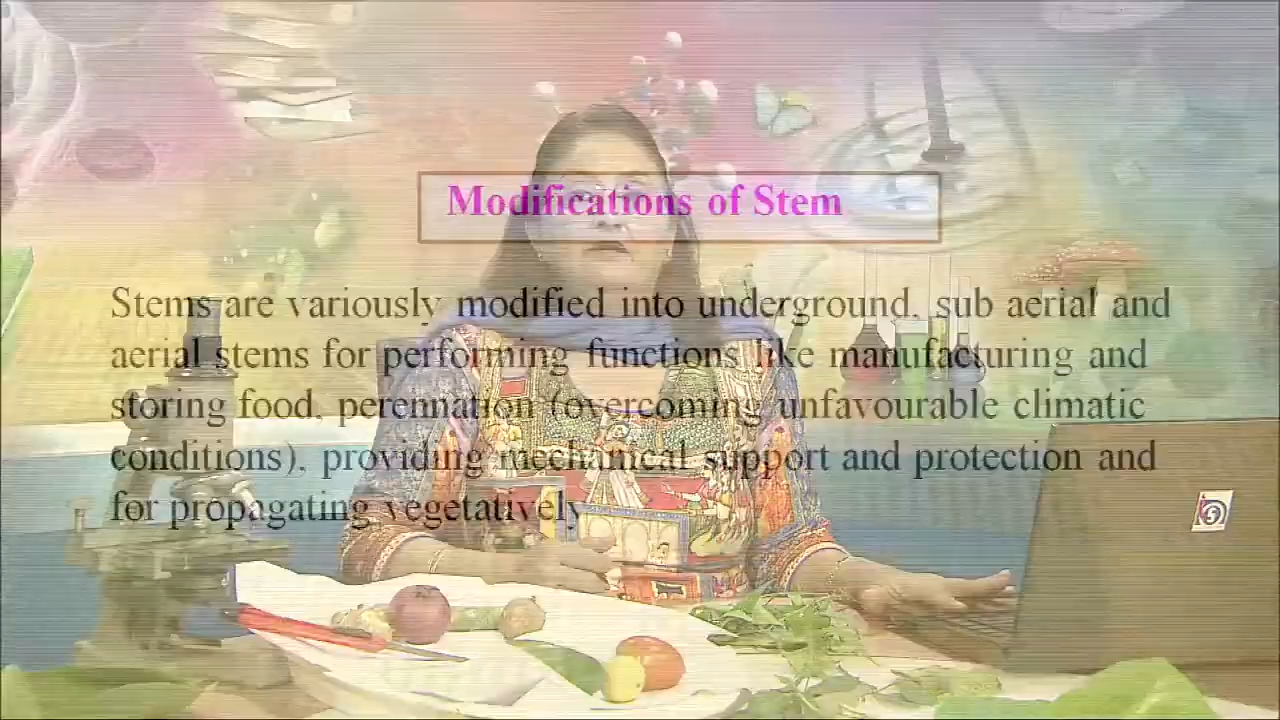 Modifications of Stem
Stems are variously modified into underground, sub aerial and
aerial stems for performing functions like manufacturing and
storing food, perennation (overcoming unfavourable climatic
conditions), providing mechanical support and protection and
for propagating vegetatively